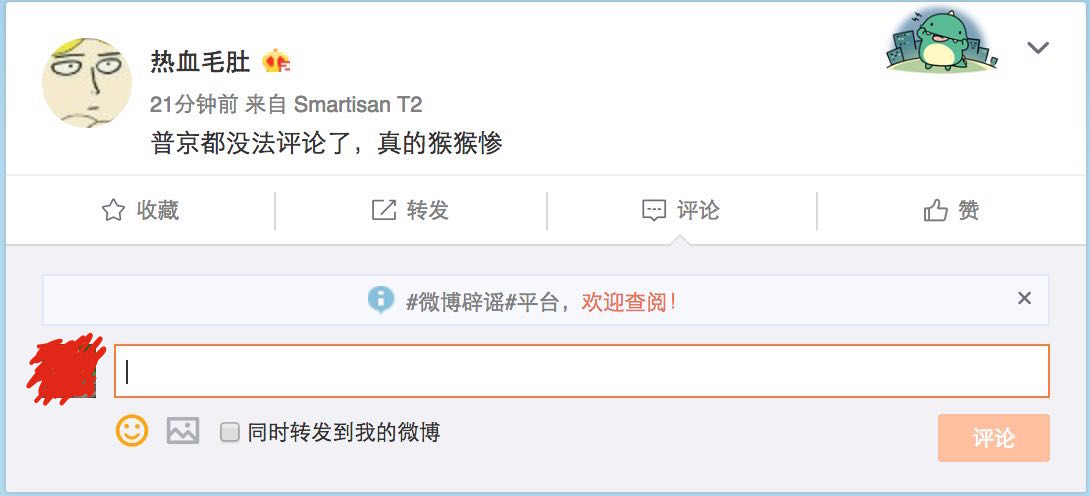 热血毛肚
21分钟前 来自 Smartisan T2
普京都没法评论了，真的猴猴惨
收藏 转发 评论 赞
#微博辟谣#平台，欢迎查阅！
同时转发到我的微博
评论